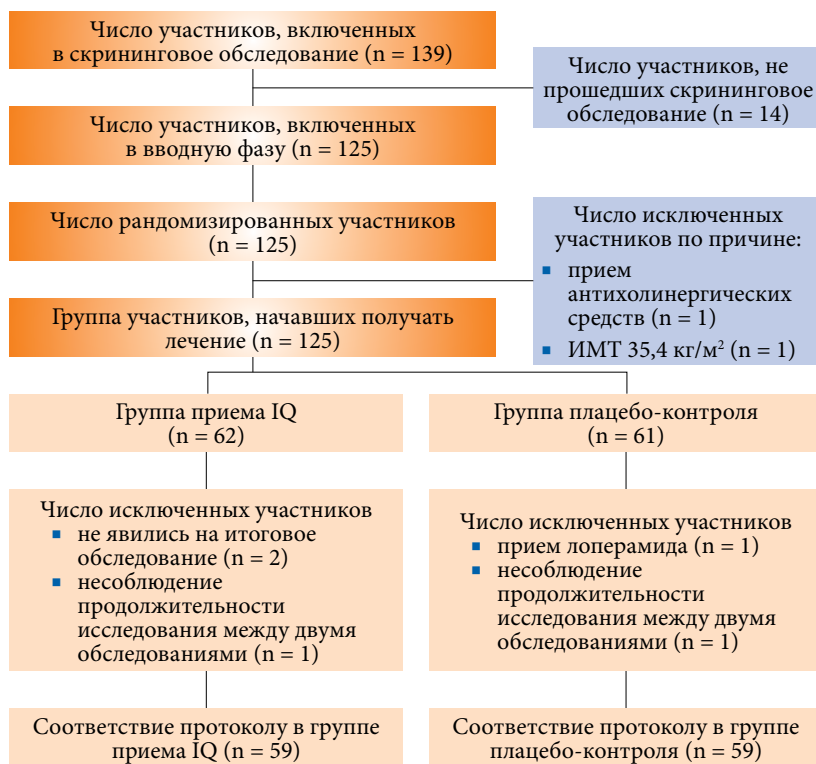 Число участников, включенных
в скрининговое обследование (n = 139)
Число участников, не
прошедших скрининговое
обследование (n = 14)
Число участников, включенных
в вводную фазу (n = 125)
Число рандомизированных участников
(n = 125)
Число исключенных
участников по причине:
▪ прием
антихолинергических
средств (n = 1)
▪ ИМТ 35,4 кг/м² (n = 1)
Группа участников, начавших получать
лечение (n = 125)
Группа приема IQ
(n = 62)
Группа плацебо-контроля
(n = 61)
Число исключенных участников
▪ не явились на итоговое
обследование (n = 2)
▪ несоблюдение
продолжительности
исследования между двумя
обследованиями (n = 1)
Число исключенных участников
▪ прием лоперамида (n = 1)
▪ несоблюдение
продолжительности
исследования между двумя
обследованиями (n = 1)
Соответствие протоколу в группе
приема IQ (n = 59)
Соответствие протоколу в группе
плацебо-контроля (n = 59)